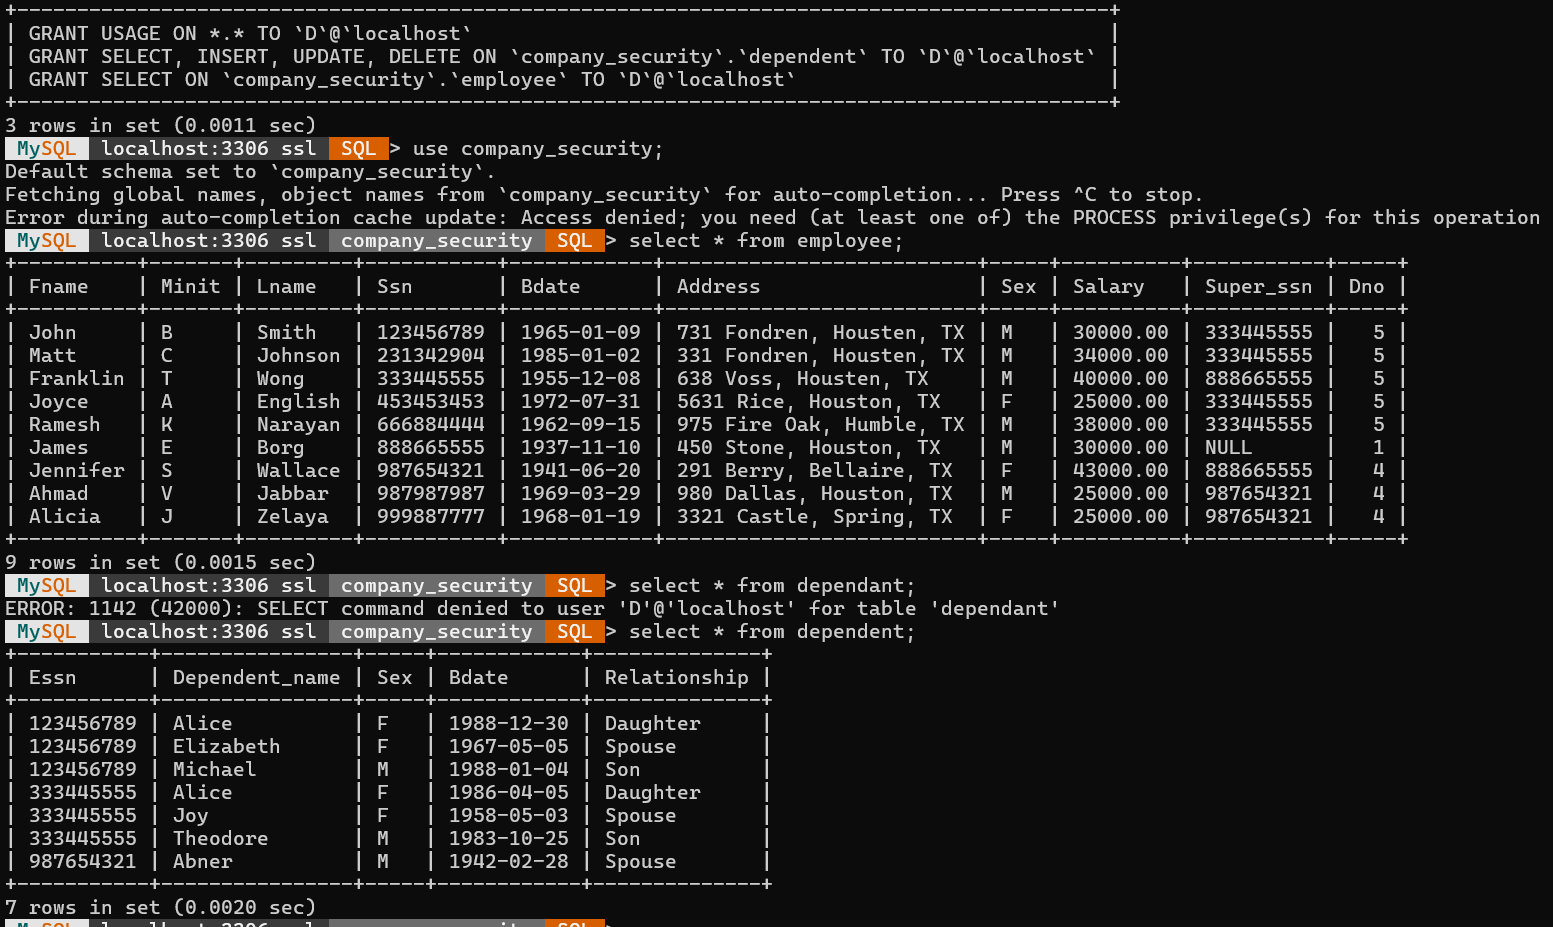 +-------------------------------------------------------------------------------------------+
| GRANT USAGE ON *.* TO `D`@`localhost`                                                      |
| GRANT SELECT, INSERT, UPDATE, DELETE ON `company_security`.`dependent` TO `D`@`localhost` |
| GRANT SELECT ON `company_security`.`employee` TO `D`@`localhost`                          |
+-------------------------------------------------------------------------------------------+
3 rows in set (0.0011 sec)
MySQL localhost:3306 ssl SQL > use company_security;
Default schema set to `company_security`.
Fetching global names, object names from `company_security` for auto-completion... Press ^C to stop.
Error during auto-completion cache update: Access denied; you need (at least one of) the PROCESS privilege(s) for this operation
MySQL localhost:3306 ssl company_security SQL > select * from employee;
+----------+-------+---------+-----------+------------+--------------------------+-----+----------+-----------+-----+
| Fname    | Minit | Lname   | Ssn       | Bdate      | Address                  | Sex | Salary   | Super_ssn | Dno |
+----------+-------+---------+-----------+------------+--------------------------+-----+----------+-----------+-----+
| John     | B     | Smith   | 123456789 | 1965-01-09 | 731 Fondren, Housten, TX | M   | 30000.00 | 333445555 |   5 |
| Matt     | C     | Johnson | 231342904 | 1985-01-02 | 331 Fondren, Housten, TX | M   | 34000.00 | 333445555 |   5 |
| Franklin | T     | Wong    | 333445555 | 1955-12-08 | 638 Voss, Housten, TX    | M   | 40000.00 | 888665555 |   5 |
| Joyce    | A     | English | 453453453 | 1972-07-31 | 5631 Rice, Houston, TX   | F   | 25000.00 | 333445555 |   5 |
| Ramesh   | K     | Narayan | 666884444 | 1962-09-15 | 975 Fire Oak, Humble, TX | M   | 38000.00 | 333445555 |   5 |
| James    | E     | Borg    | 888665555 | 1937-11-10 | 450 Stone, Houston, TX   | M   | 30000.00 | NULL      |   1 |
| Jennifer | S     | Wallace | 987654321 | 1941-06-20 | 291 Berry, Bellaire, TX  | F   | 43000.00 | 888665555 |   4 |
| Ahmad    | V     | Jabbar  | 987987987 | 1969-03-29 | 980 Dallas, Houston, TX  | M   | 25000.00 | 987654321 |   4 |
| Alicia   | J     | Zelaya  | 999887777 | 1968-01-19 | 3321 Castle, Spring, TX  | F   | 25000.00 | 987654321 |   4 |
+----------+-------+---------+-----------+------------+--------------------------+-----+----------+-----------+-----+
9 rows in set (0.0015 sec)
MySQL localhost:3306 ssl company_security SQL > select * from dependant;
ERROR: 1142 (42000): SELECT command denied to user 'D'@'localhost' for table 'dependant'
MySQL localhost:3306 ssl company_security SQL > select * from dependent;
+-----------+----------------+-----+------------+--------------+
| Essn      | Dependent_name | Sex | Bdate      | Relationship |
+-----------+----------------+-----+------------+--------------+
| 123456789 | Alice          | F   | 1988-12-30 | Daughter     |
| 123456789 | Elizabeth      | F   | 1967-05-05 | Spouse       |
| 123456789 | Michael        | M   | 1988-01-04 | Son          |
| 333445555 | Alice          | F   | 1986-04-05 | Daughter     |
| 333445555 | Joy            | F   | 1958-05-03 | Spouse       |
| 333445555 | Theodore       | M   | 1983-10-25 | Son          |
| 987654321 | Abner          | M   | 1942-02-28 | Spouse       |
+-----------+----------------+-----+------------+--------------+
7 rows in set (0.0020 sec)
MySQL localhost:3306 ssl company_security SQL >